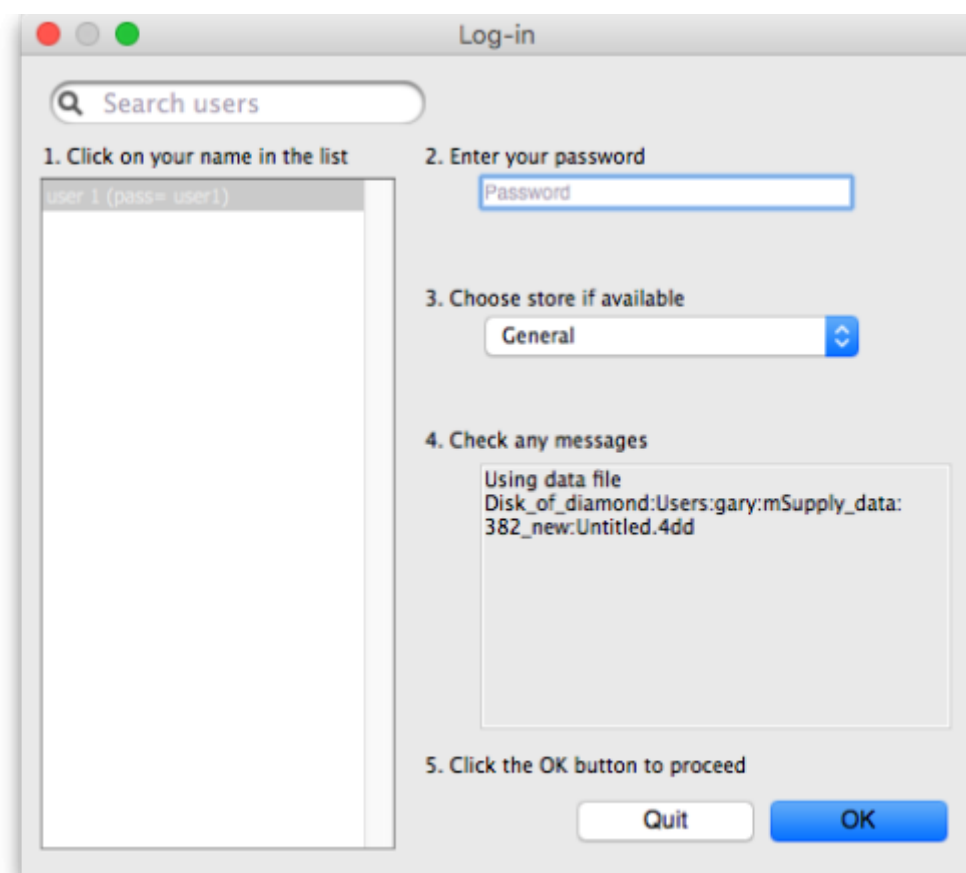 Log-in
Search users
1. Click on your name in the list
user 1 (pass= user1)
2. Enter your password
Password
3. Choose store if available
General
4. Check any messages
Using data file
Disk_of_diamond:Users:gary:mSupply_data:
382_new:Untitled.4dd
5. Click the OK button to proceed
Quit
OK